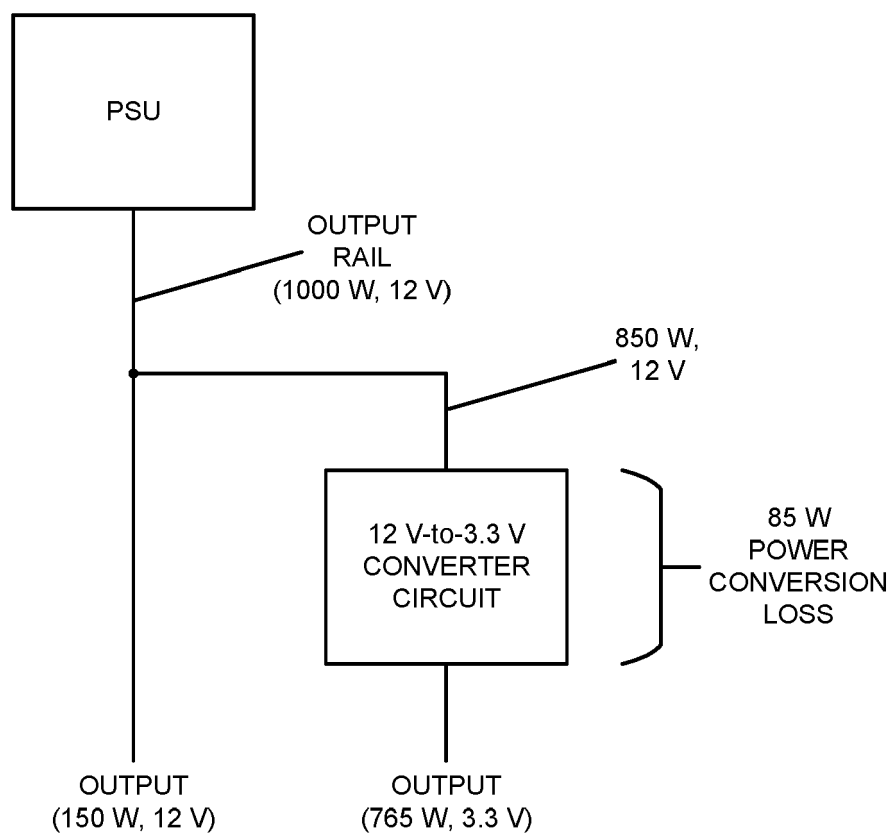 PSU
OUTPUT
RAIL
(1000 W, 12 V)
850 W,
12 V
12 V-to-3.3 V
CONVERTER
CIRCUIT
85 W
POWER
CONVERSION
LOSS
OUTPUT
(150 W, 12 V)
OUTPUT
(765 W, 3.3 V)